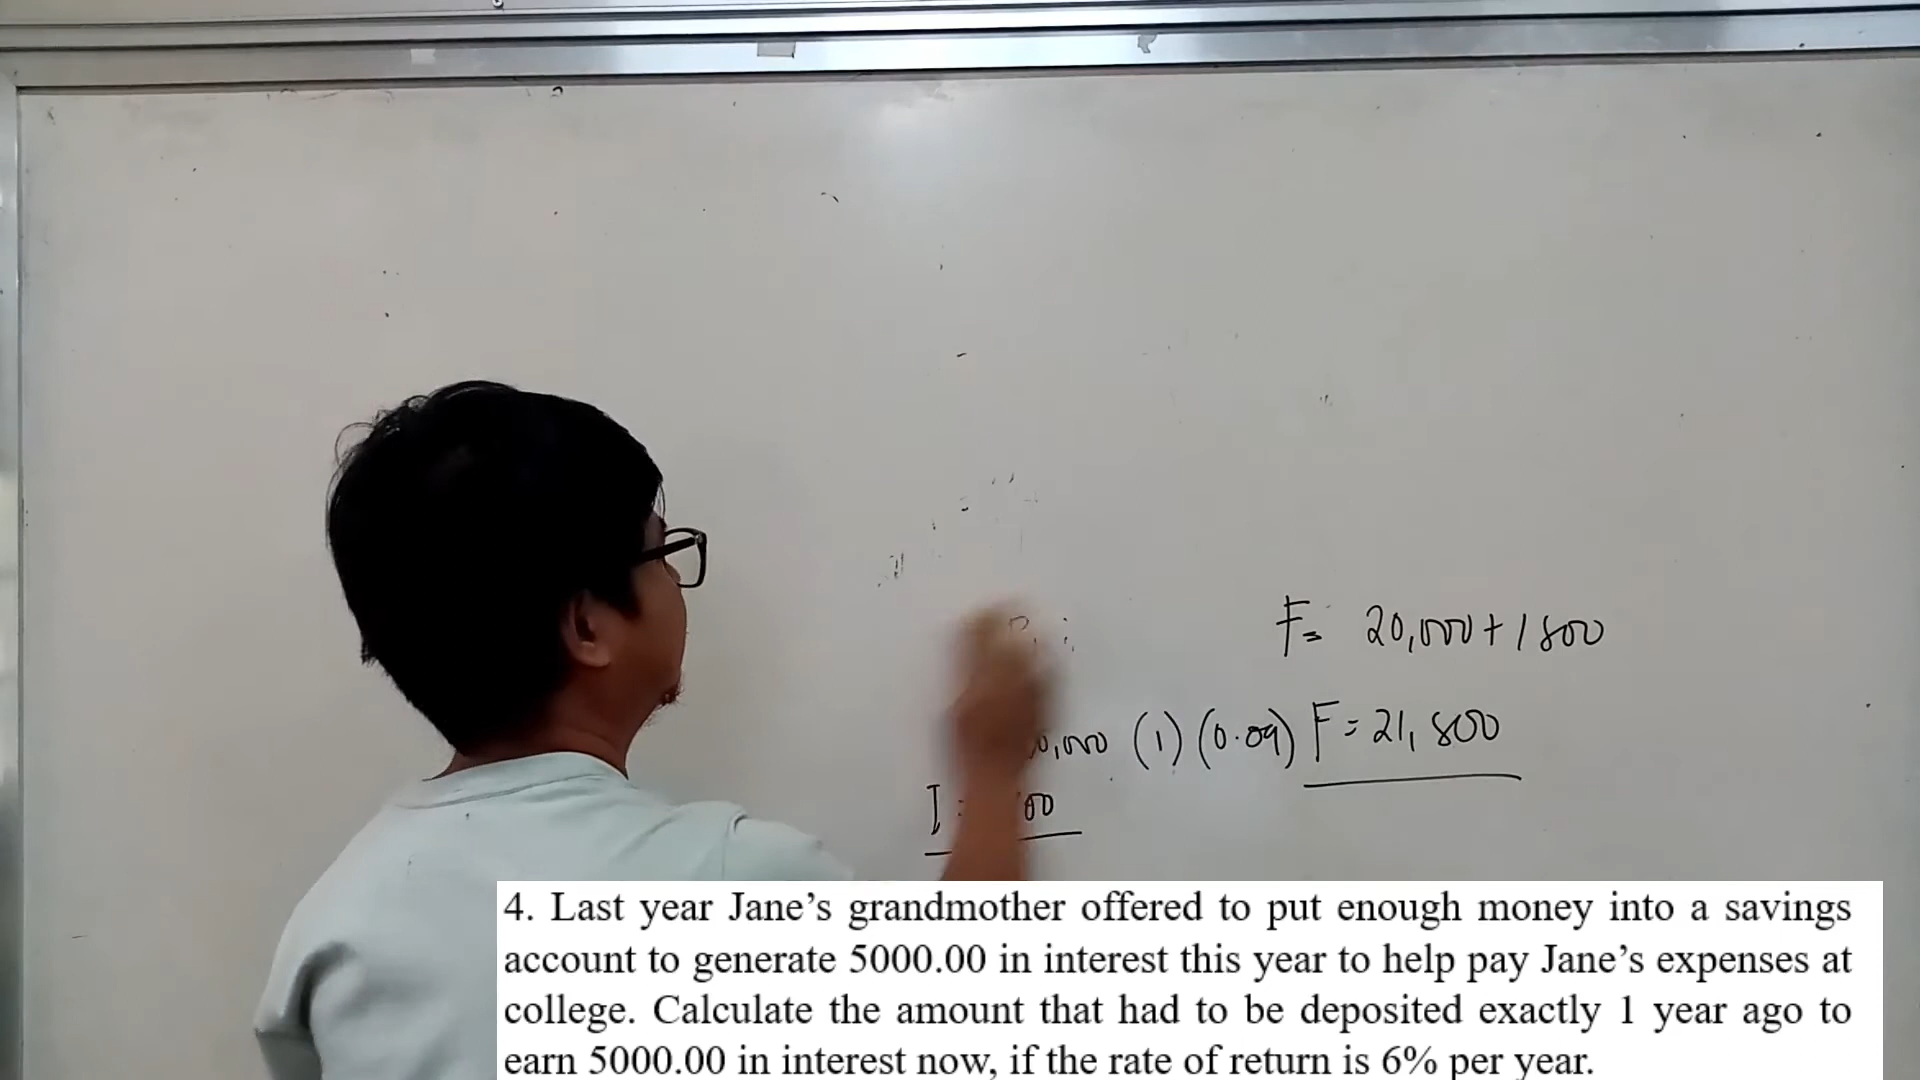 F = 20,000 + 1800
0,000 (1) (0.09) F = 21,800
I = 00
4. Last year Jane’s grandmother offered to put enough money into a savings
account to generate 5000.00 in interest this year to help pay Jane’s expenses at
college. Calculate the amount that had to be deposited exactly 1 year ago to
earn 5000.00 in interest now, if the rate of return is 6% per year.